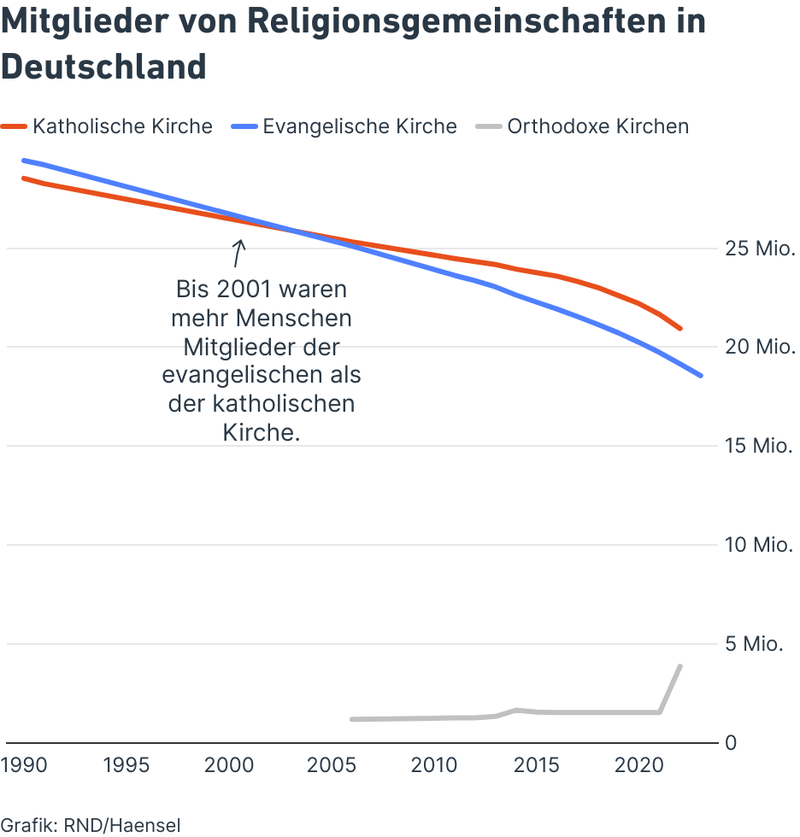 Mitglieder von Religionsgemeinschaften in
Deutschland
Katholische Kirche Evangelische Kirche Orthodoxe Kirchen
25 Mio.
Bis 2001 waren
mehr Menschen
Mitglieder der
20 Mio.
evangelischen als
der katholischen
Kirche.
15 Mio.
10 Mio.
5 Mio.
0
1990 1995 2000 2005 2010 2015 2020
Grafik: RND/Haensel